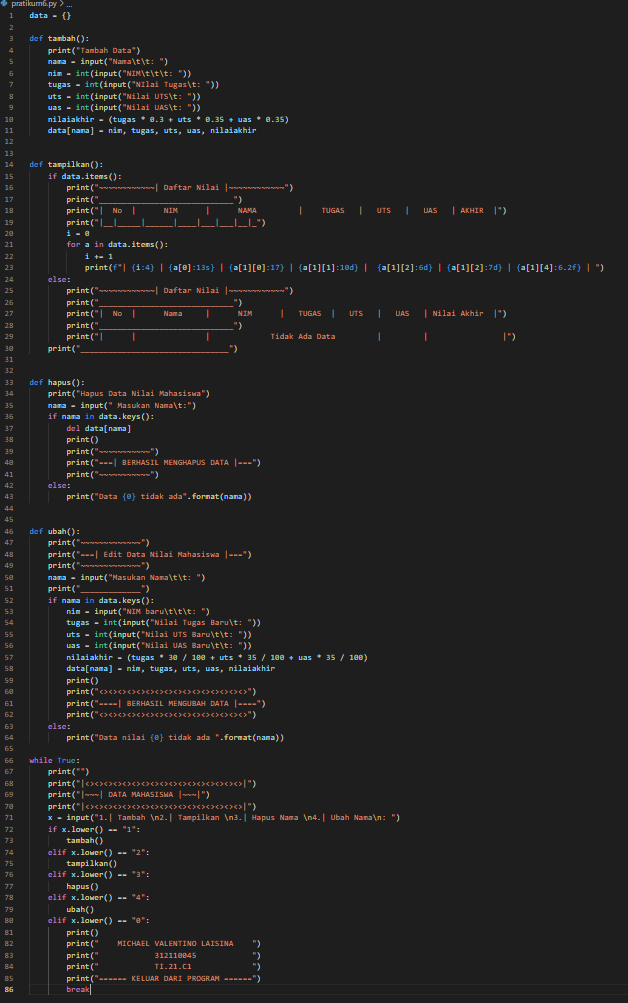 pratikum6.py > ...
1 data = {}
2
3 def tambah():
4     print("Tambah Data")
5     nama = input("Nama\t\t: ")
6     nim = int(input("NIM\t\t\t: "))
7     tugas = int(input("NIlai Tugas\t: "))
8     uts = int(input("Nilai UTS\t: "))
9     uas = int(input("Nilai UAS\t: "))
10     nilaiakhir = (tugas * 0.3 + uts * 0.35 + uas * 0.35)
11     data[nama] = nim, tugas, uts, uas, nilaiakhir
12
13
14 def tampilkan():
15     if data.items():
16         print("~~~~~~~~~~~~| Daftar Nilai |~~~~~~~~~~~~")
17         print("_____________________________")
18         print("|  No  |      NIM      |      NAMA         |    TUGAS   |   UTS   |   UAS   | AKHIR  |")
19         print("|__|_____|______|____|___|___|__|_")
20         i = 0
21         for a in data.items():
22             i += 1
23             print(f"| {i:4} | {a[0]:13s} | {a[1][0]:17} | {a[1][1]:10d} |  {a[1][2]:6d} | {a[1][2]:7d} | {a[1][4]:6.2f} | ")
24     else:
25         print("~~~~~~~~~~~~| Daftar Nilai |~~~~~~~~~~~~")
26         print("_____________________________")
27         print("|  No  |      Nama     |      NIM      |   TUGAS  |   UTS   |   UAS   | Nilai Akhir  |")
28         print("_____________________________")
29         print("|      |               |             Tidak Ada Data         |         |                |")
30     print("________________________________")
31
32
33 def hapus():
34     print("Hapus Data Nilai Mahasiswa")
35     nama = input(" Masukan Nama\t:")
36     if nama in data.keys():
37         del data[nama]
38         print()
39         print("~~~~~~~~~~~")
40         print("===| BERHASIL MENGHAPUS DATA |===")
41         print("~~~~~~~~~~~")
42     else:
43         print("Data {0} tidak ada".format(nama))
44
45
46 def ubah():
47     print("~~~~~~~~~~~~~")
48     print("===| Edit Data Nilai Mahasiswa |===")
49     print("~~~~~~~~~~~~~")
50     nama = input("Masukan Nama\t\t: ")
51     print("_____________")
52     if nama in data.keys():
53         nim = input("NIM baru\t\t\t: ")
54         tugas = int(input("Nilai Tugas Baru\t: "))
55         uts = int(input("Nilai UTS Baru\t\t: "))
56         uas = int(input("Nilai UAS Baru\t\t: "))
57         nilaiakhir = (tugas * 30 / 100 + uts * 35 / 100 + uas * 35 / 100)
58         data[nama] = nim, tugas, uts, uas, nilaiakhir
59         print()
60         print("<><><><><><><><><><><><><><><><>")
61         print("====| BERHASIL MENGUBAH DATA |====")
62         print("<><><><><><><><><><><><><><><><>")
63     else:
64         print("Data nilai {0} tidak ada ".format(nama))
65
66 while True:
67     print("")
68     print("|<><><><><><><><><><><><><><><><><>|")
69     print("|~~~| DATA MAHASISWA |~~~|")
70     print("|<><><><><><><><><><><><><><><><><>|")
71     x = input("1.| Tambah \n2.| Tampilkan \n3.| Hapus Nama \n4.| Ubah Nama\n: ")
72     if x.lower() == "1":
73         tambah()
74     elif x.lower() == "2":
75         tampilkan()
76     elif x.lower() == "3":
77         hapus()
78     elif x.lower() == "4":
79         ubah()
80     elif x.lower() == "0":
81         print()
82         print("    MICHAEL VALENTINO LAISINA    ")
83         print("            312110045            ")
84         print("            TI.21.C1             ")
85         print("====== KELUAR DARI PROGRAM ======")
86         break